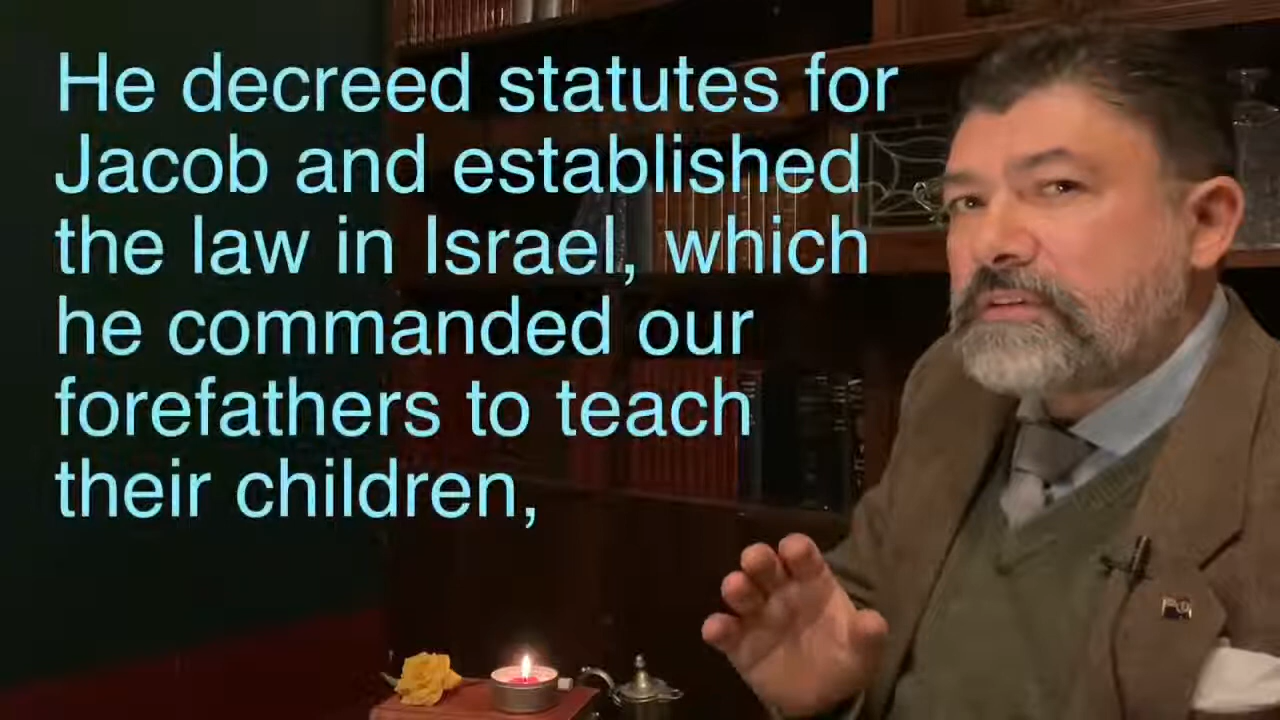 He decreed statutes for
Jacob and established
the law in Israel, which
he commanded our
forefathers to teach
their children,